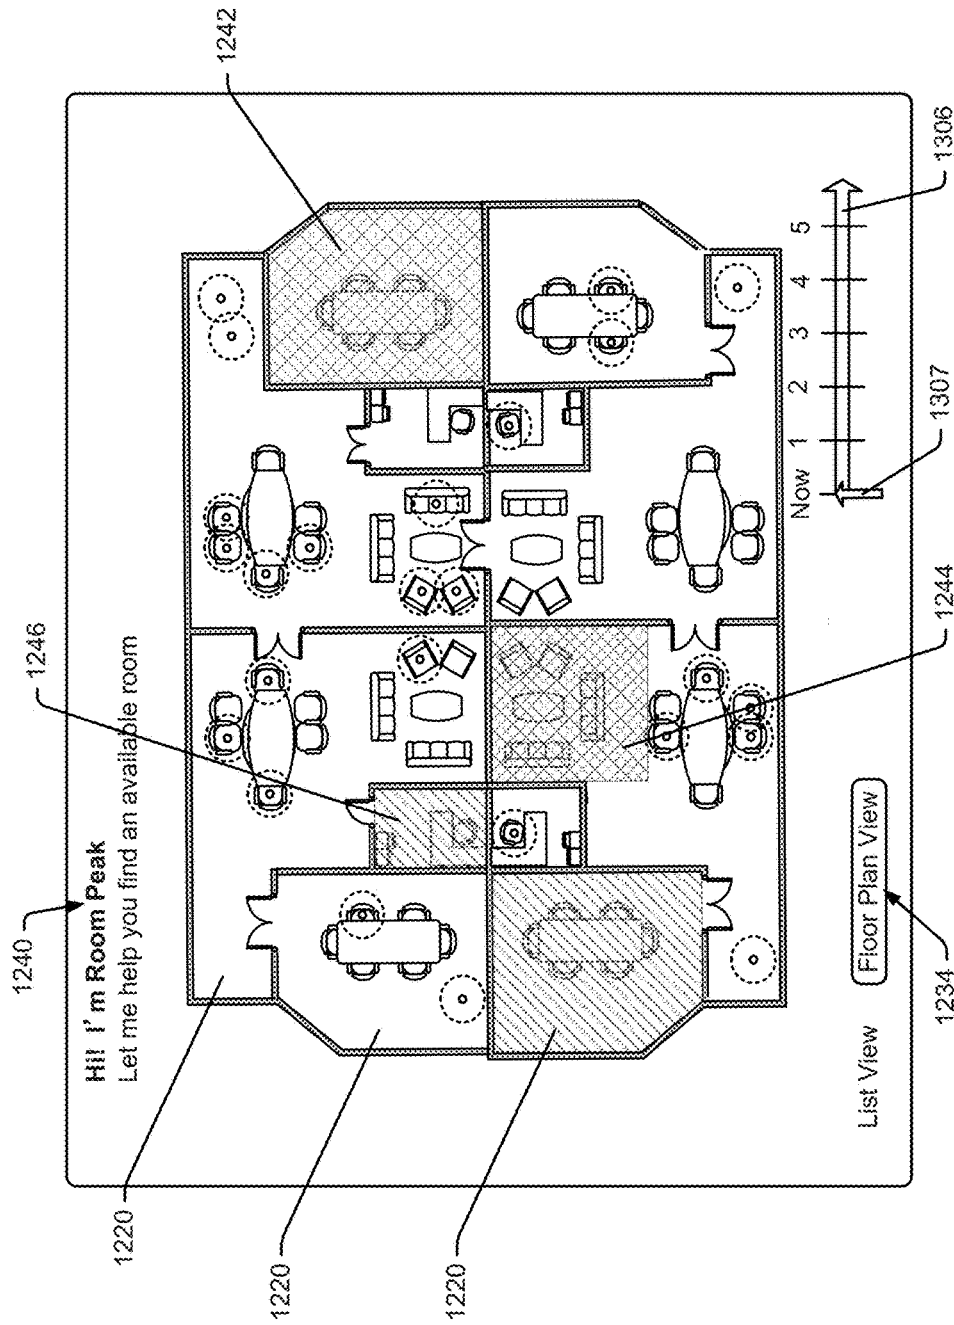 1240
Hi! I'm Room Peak
Let me help you find an available room
1246
1242
1220
1220
1220
1244
List View
Floor Plan View
1234
Now 1 2 3 4 5
1307
1306